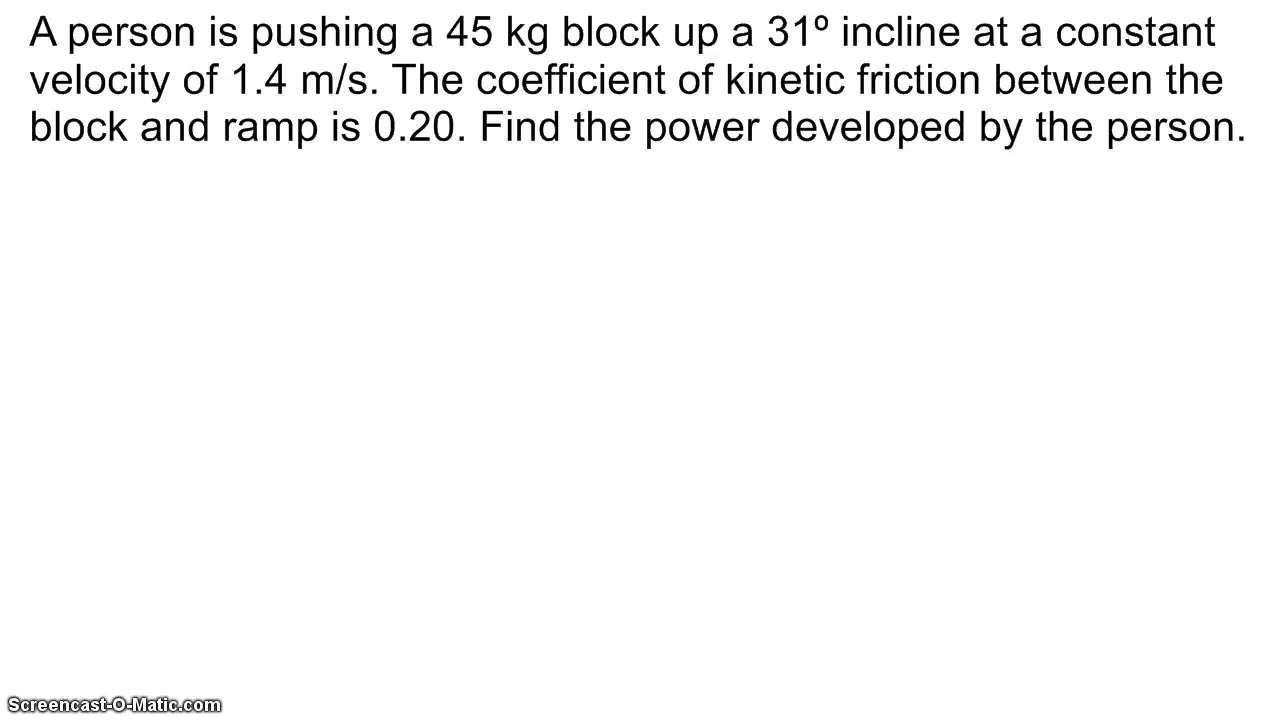 A person is pushing a 45 kg block up a 31º incline at a constant
velocity of 1.4 m/s. The coefficient of kinetic friction between the
block and ramp is 0.20. Find the power developed by the person.
Screencast-O-Matic.com